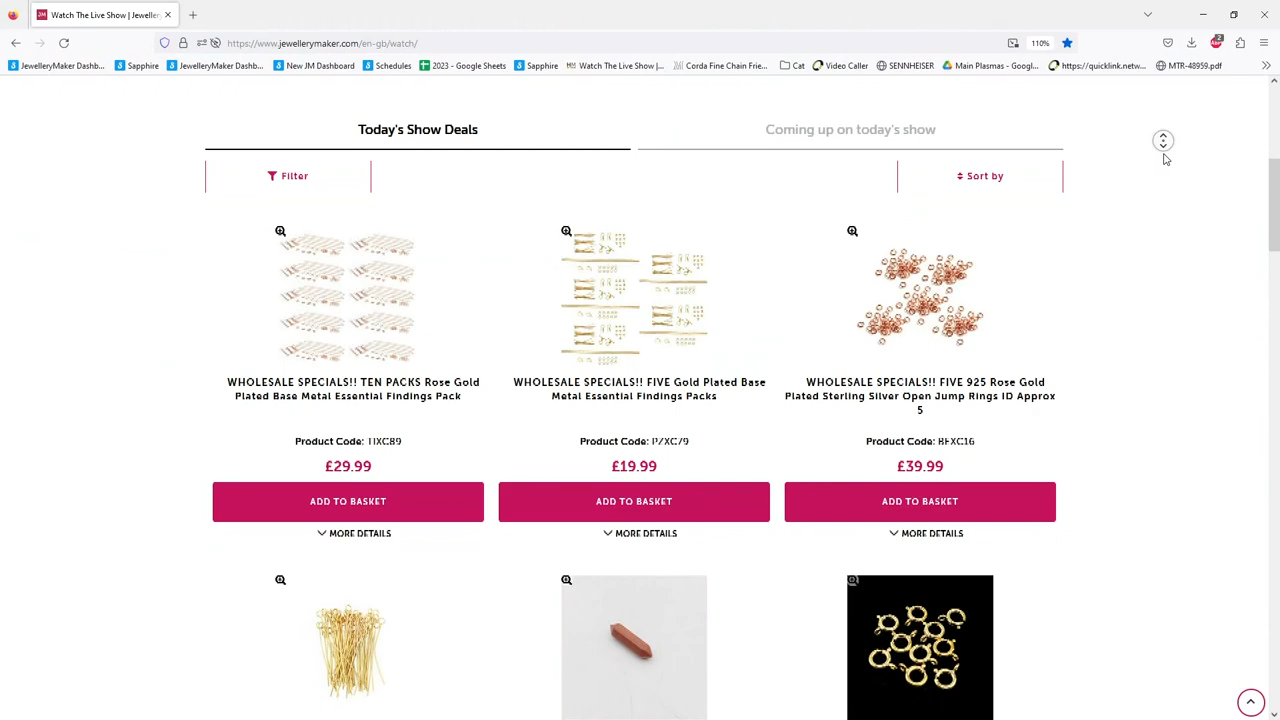 Watch The Live Show | Jeweller
https://www.jewellerymaker.com/en-gb/watch/
110%
2
JewelleryMaker Dashb... Sapphire JewelleryMaker Dashb... New JM Dashboard Schedules 2023 - Google Sheets Sapphire Watch The Live Show |... Corda Fine Chain Frie... Cat Video Caller SENNHEISER Main Plasmas - Googl... https://quicklink.netw... MTR-48959.pdf
Today's Show Deals
Coming up on today's show
Filter
Sort by
WHOLESALE SPECIALS!! TEN PACKS Rose Gold
Plated Base Metal Essential Findings Pack
Product Code:
£29.99
ADD TO BASKET
MORE DETAILS
WHOLESALE SPECIALS!! FIVE Gold Plated Base
Metal Essential Findings Packs
Product Code:
£19.99
ADD TO BASKET
MORE DETAILS
WHOLESALE SPECIALS!! FIVE 925 Rose Gold
Plated Sterling Silver Open Jump Rings ID Approx
5
Product Code:
£39.99
ADD TO BASKET
MORE DETAILS